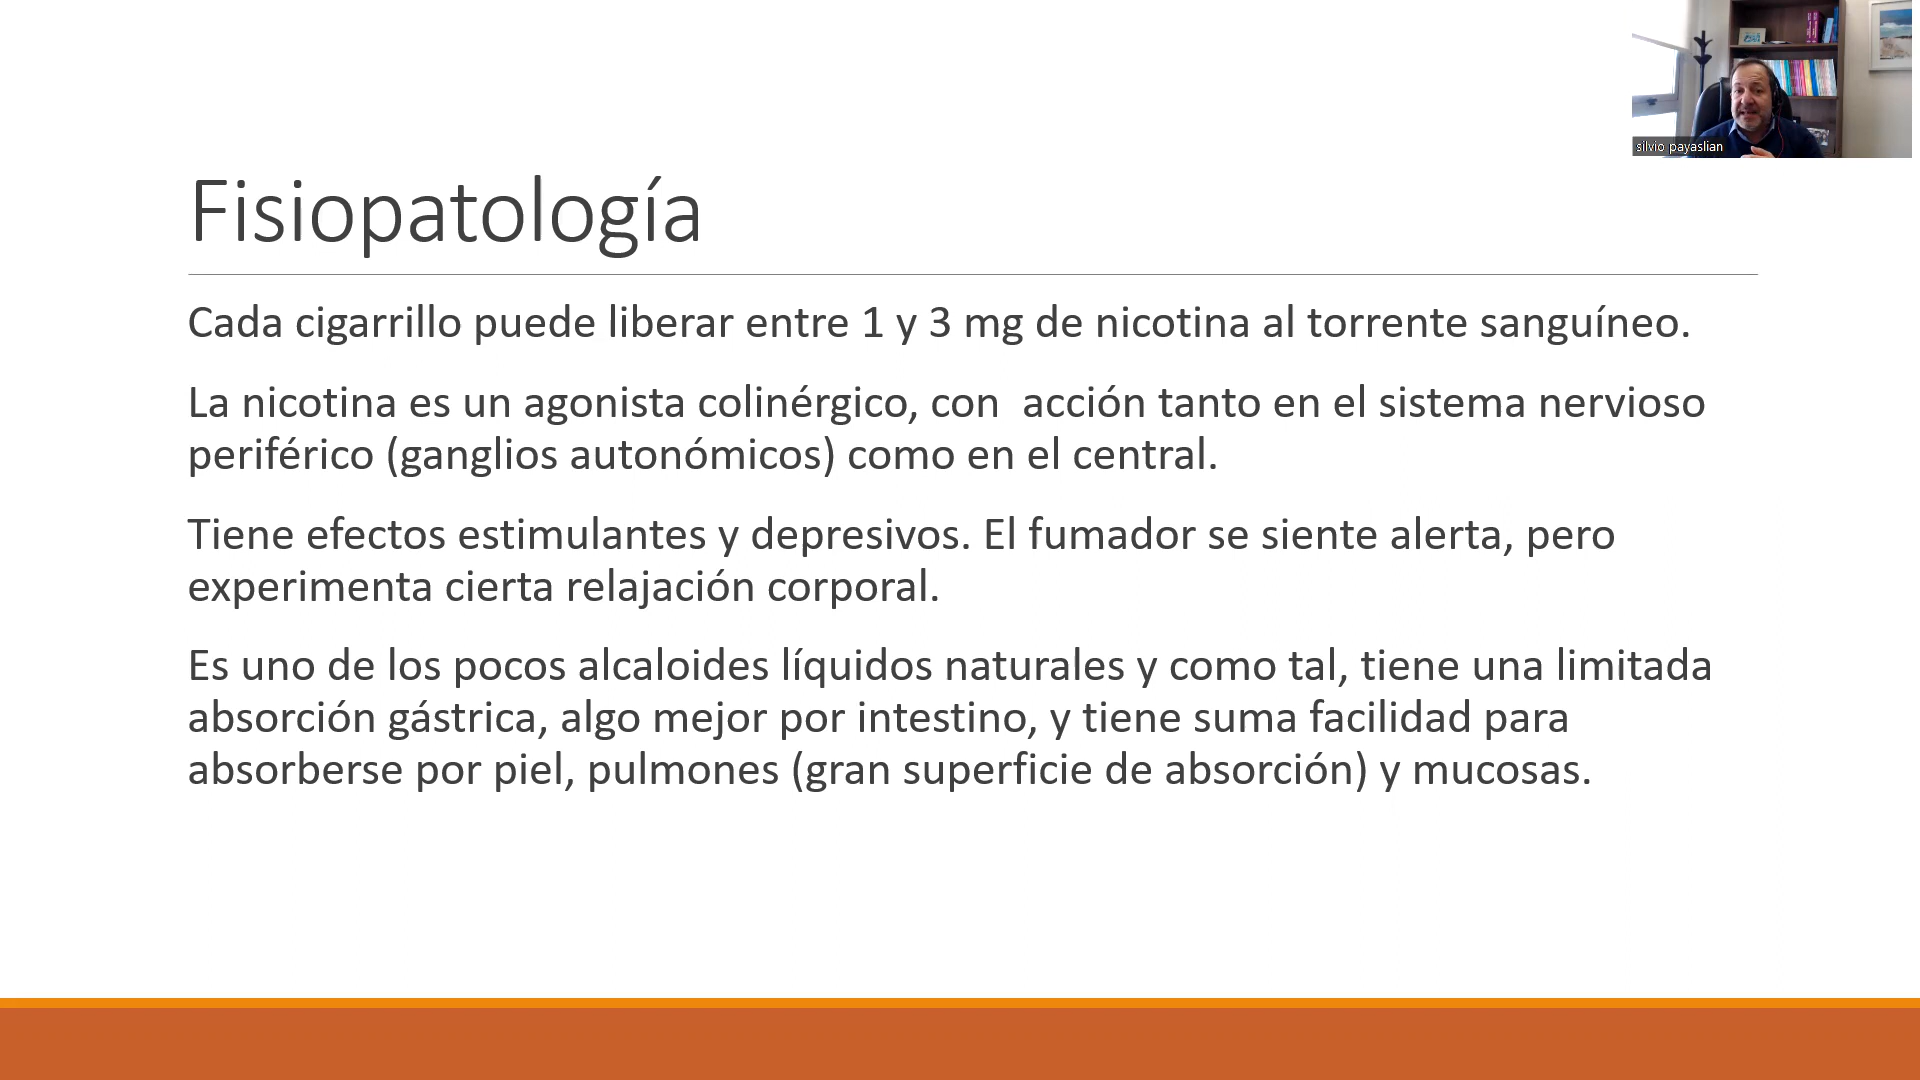 silvio payaslian
Fisiopatología
Cada cigarrillo puede liberar entre 1 y 3 mg de nicotina al torrente sanguíneo.
La nicotina es un agonista colinérgico, con  acción tanto en el sistema nervioso
periférico (ganglios autonómicos) como en el central.
Tiene efectos estimulantes y depresivos. El fumador se siente alerta, pero
experimenta cierta relajación corporal.
Es uno de los pocos alcaloides líquidos naturales y como tal, tiene una limitada
absorción gástrica, algo mejor por intestino, y tiene suma facilidad para
absorberse por piel, pulmones (gran superficie de absorción) y mucosas.